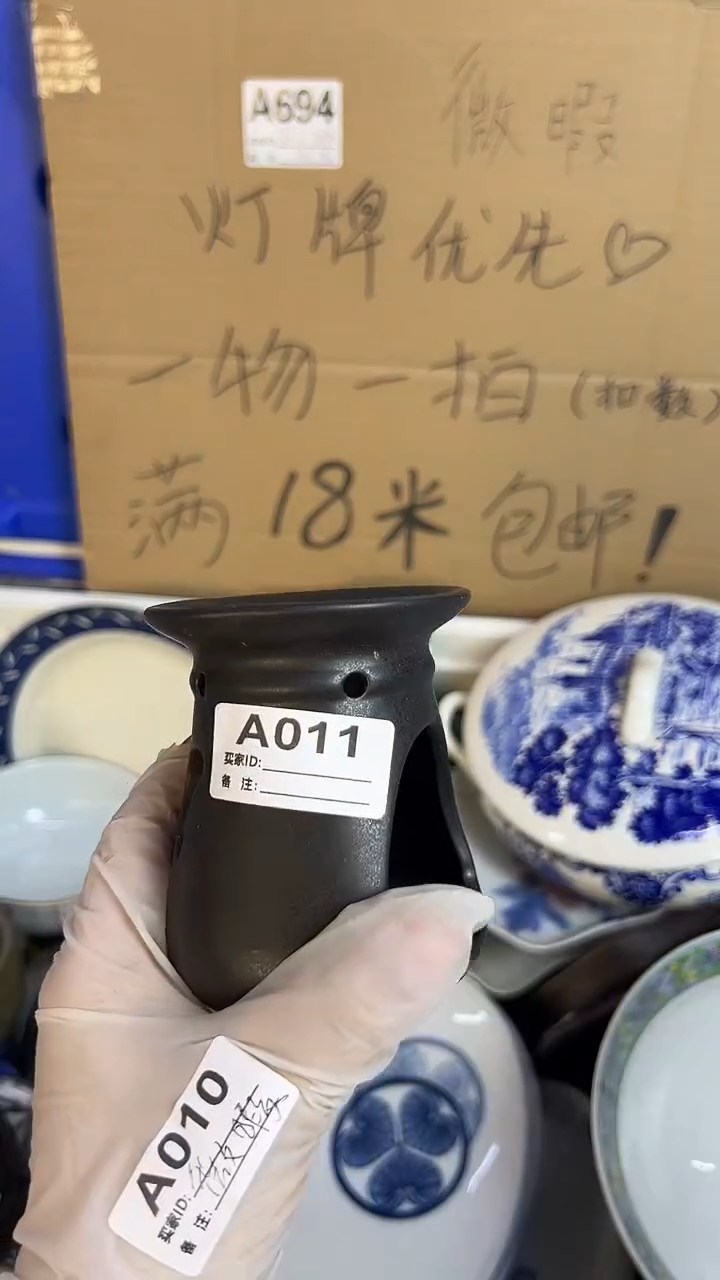 A694
微暇
灯牌优先♡
一物一拍(扣数)
满18米包邮!
A011
买家ID:
备 注:
A010
买家ID:
备 注: